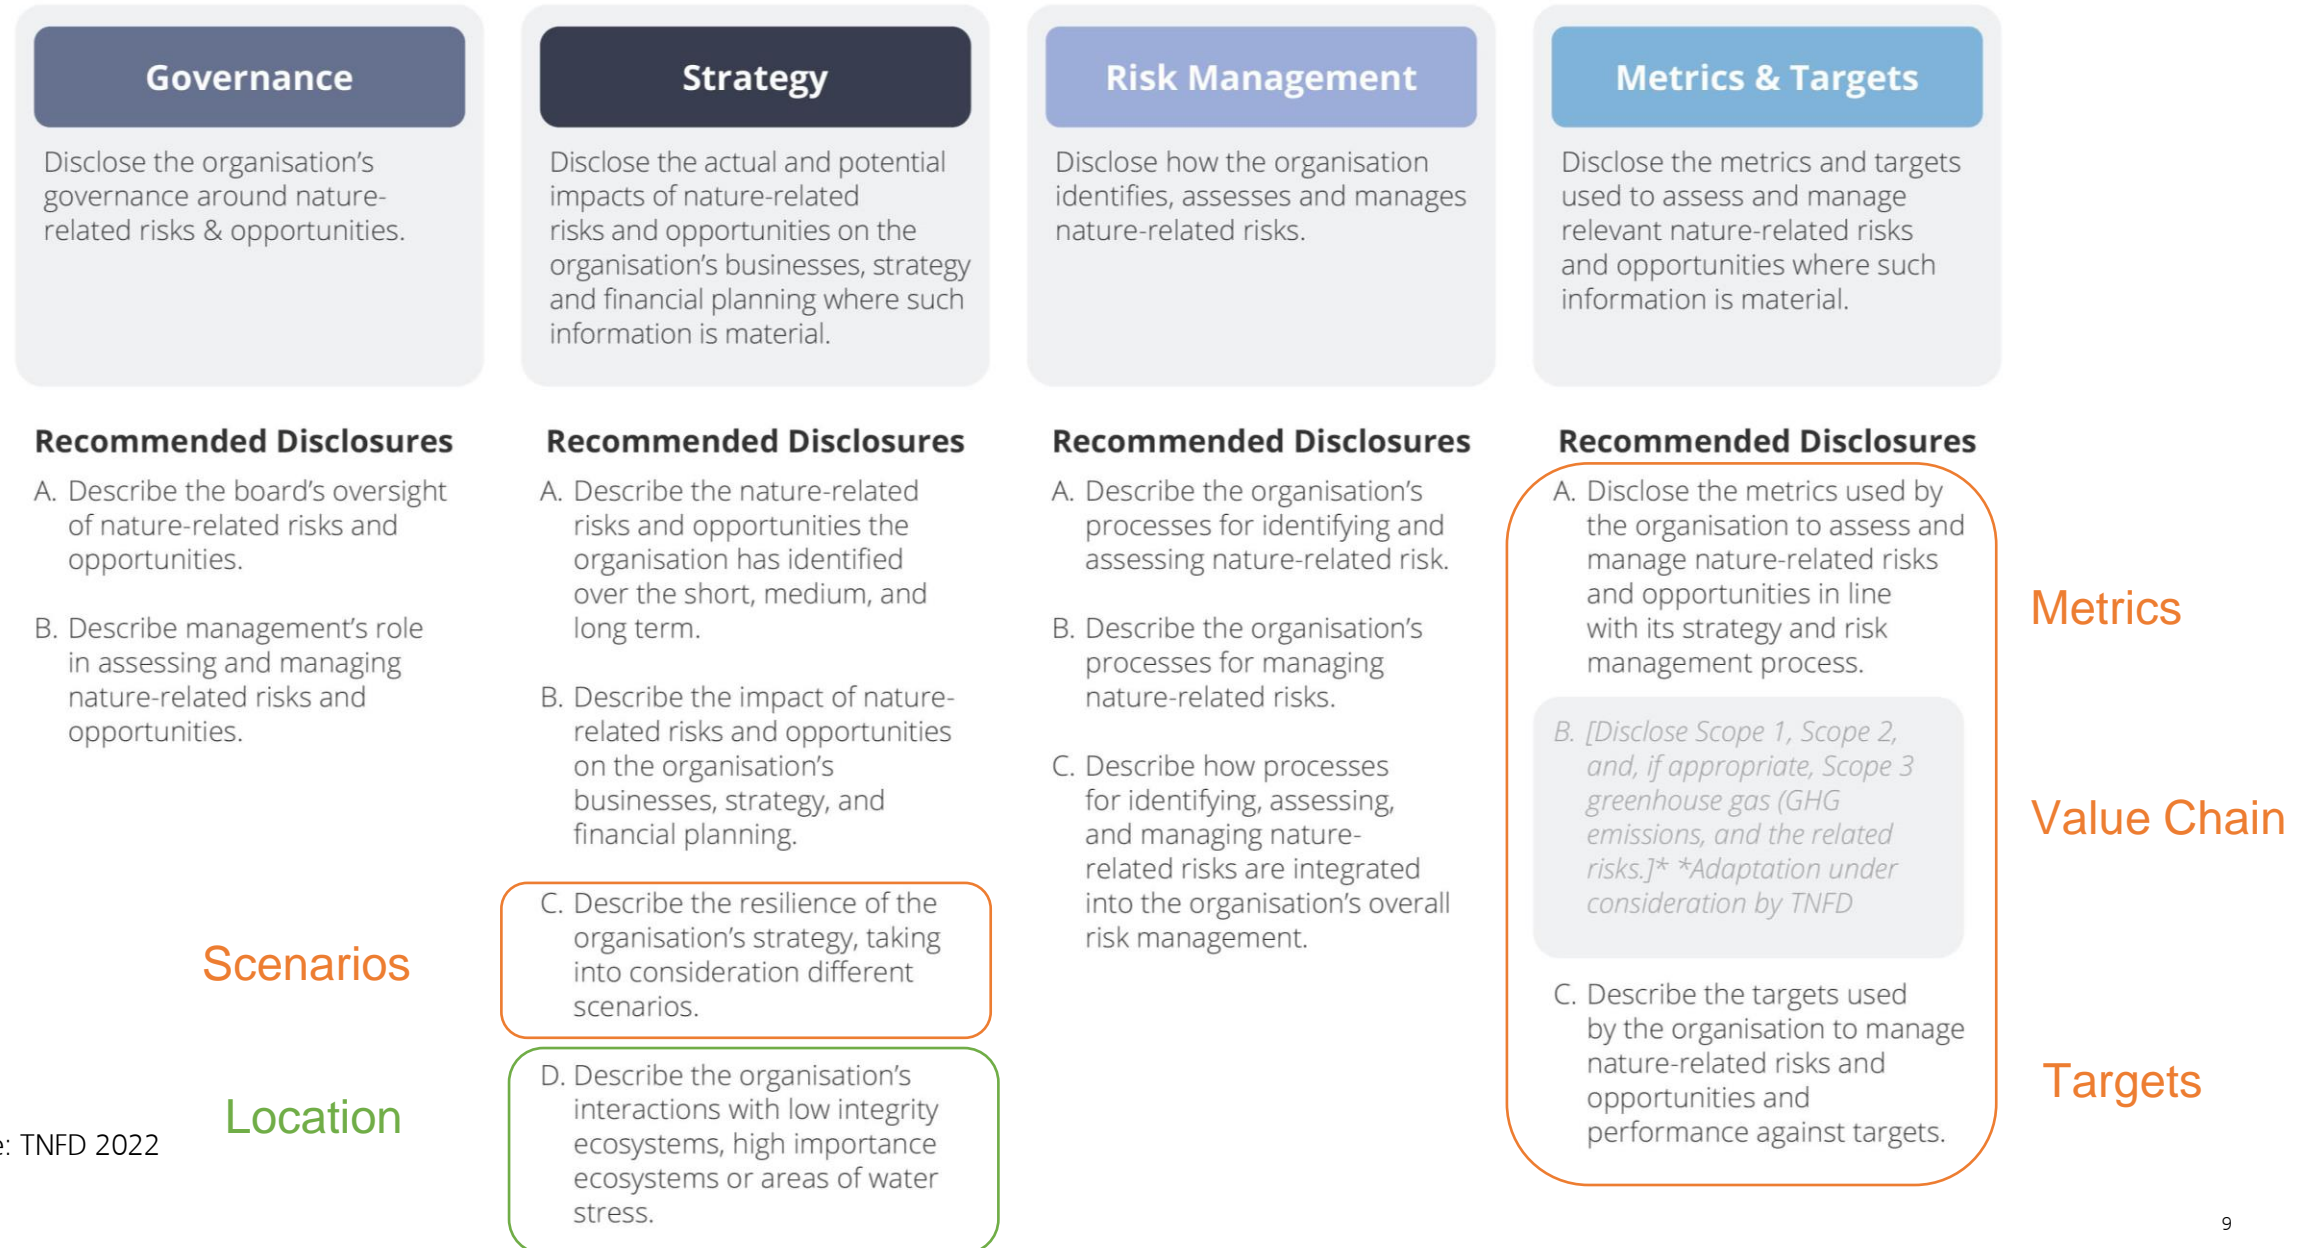 Governance
Disclose the organisation's
governance around nature-
related risks & opportunities.
Recommended Disclosures
A. Describe the board's oversight
of nature-related risks and
opportunities.
B. Describe management's role
in assessing and managing
nature-related risks and
opportunities.
Strategy
Disclose the actual and potential
impacts of nature-related
risks and opportunities on the
organisation's businesses, strategy
and financial planning where such
information is material.
Recommended Disclosures
A. Describe the nature-related
risks and opportunities the
organisation has identified
over the short, medium, and
long term.
B. Describe the impact of nature-
related risks and opportunities
on the organisation's
businesses, strategy, and
financial planning.
Scenarios
C. Describe the resilience of the
organisation's strategy, taking
into consideration different
scenarios.
Location
D. Describe the organisation's
interactions with low integrity
ecosystems, high importance
ecosystems or areas of water
stress.
Risk Management
Disclose how the organisation
identifies, assesses and manages
nature-related risks.
Recommended Disclosures
A. Describe the organisation's
processes for identifying and
assessing nature-related risk.
B. Describe the organisation's
processes for managing
nature-related risks.
C. Describe how processes
for identifying, assessing,
and managing nature-
related risks are integrated
into the organisation's overall
risk management.
Metrics & Targets
Disclose the metrics and targets
used to assess and manage
relevant nature-related risks
and opportunities where such
information is material.
Recommended Disclosures
A. Disclose the metrics used by
the organisation to assess and
manage nature-related risks
and opportunities in line
with its strategy and risk
management process.
Metrics
B. [Disclose Scope 1, Scope 2,
and, if appropriate, Scope 3
greenhouse gas (GHG
emissions, and the related
risks.]* *Adaptation under
consideration by TNFD
Value Chain
C. Describe the targets used
by the organisation to manage
nature-related risks and
opportunities and
performance against targets.
Targets
e: TNFD 2022
9